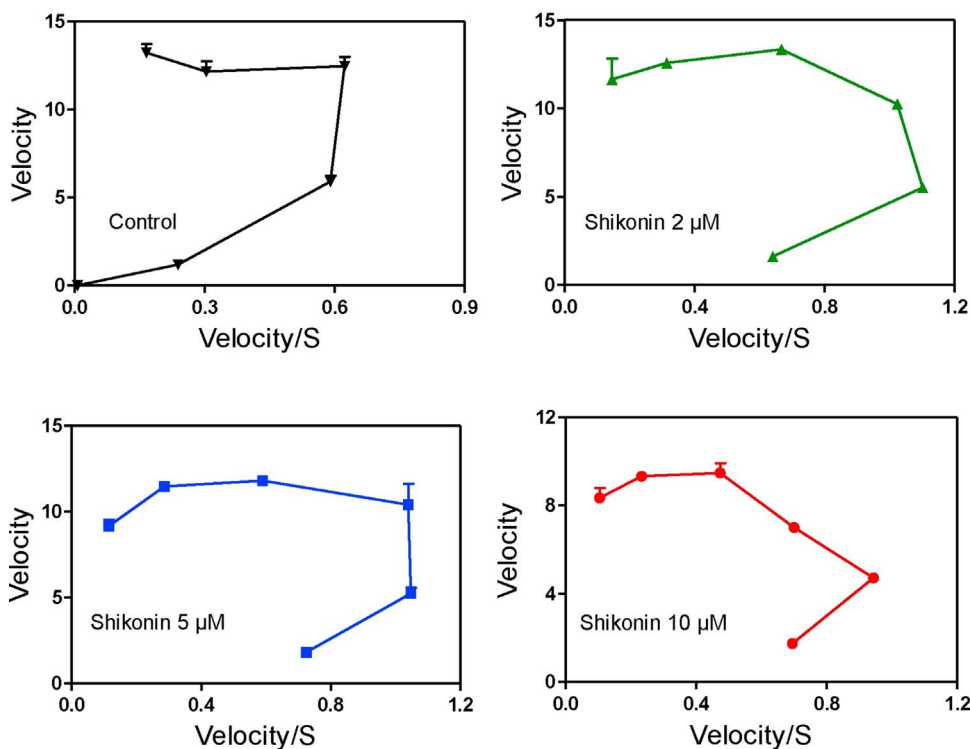 15
10
5
0
Velocity
Control
0.0 0.3 0.6 0.9
Velocity/S
15
10
5
0
Velocity
Shikonin 2 µM
0.0 0.4 0.8 1.2
Velocity/S
15
10
5
0
Velocity
Shikonin 5 µM
0.0 0.4 0.8 1.2
Velocity/S
12
8
4
0
Velocity
Shikonin 10 µM
0.0 0.4 0.8 1.2
Velocity/S